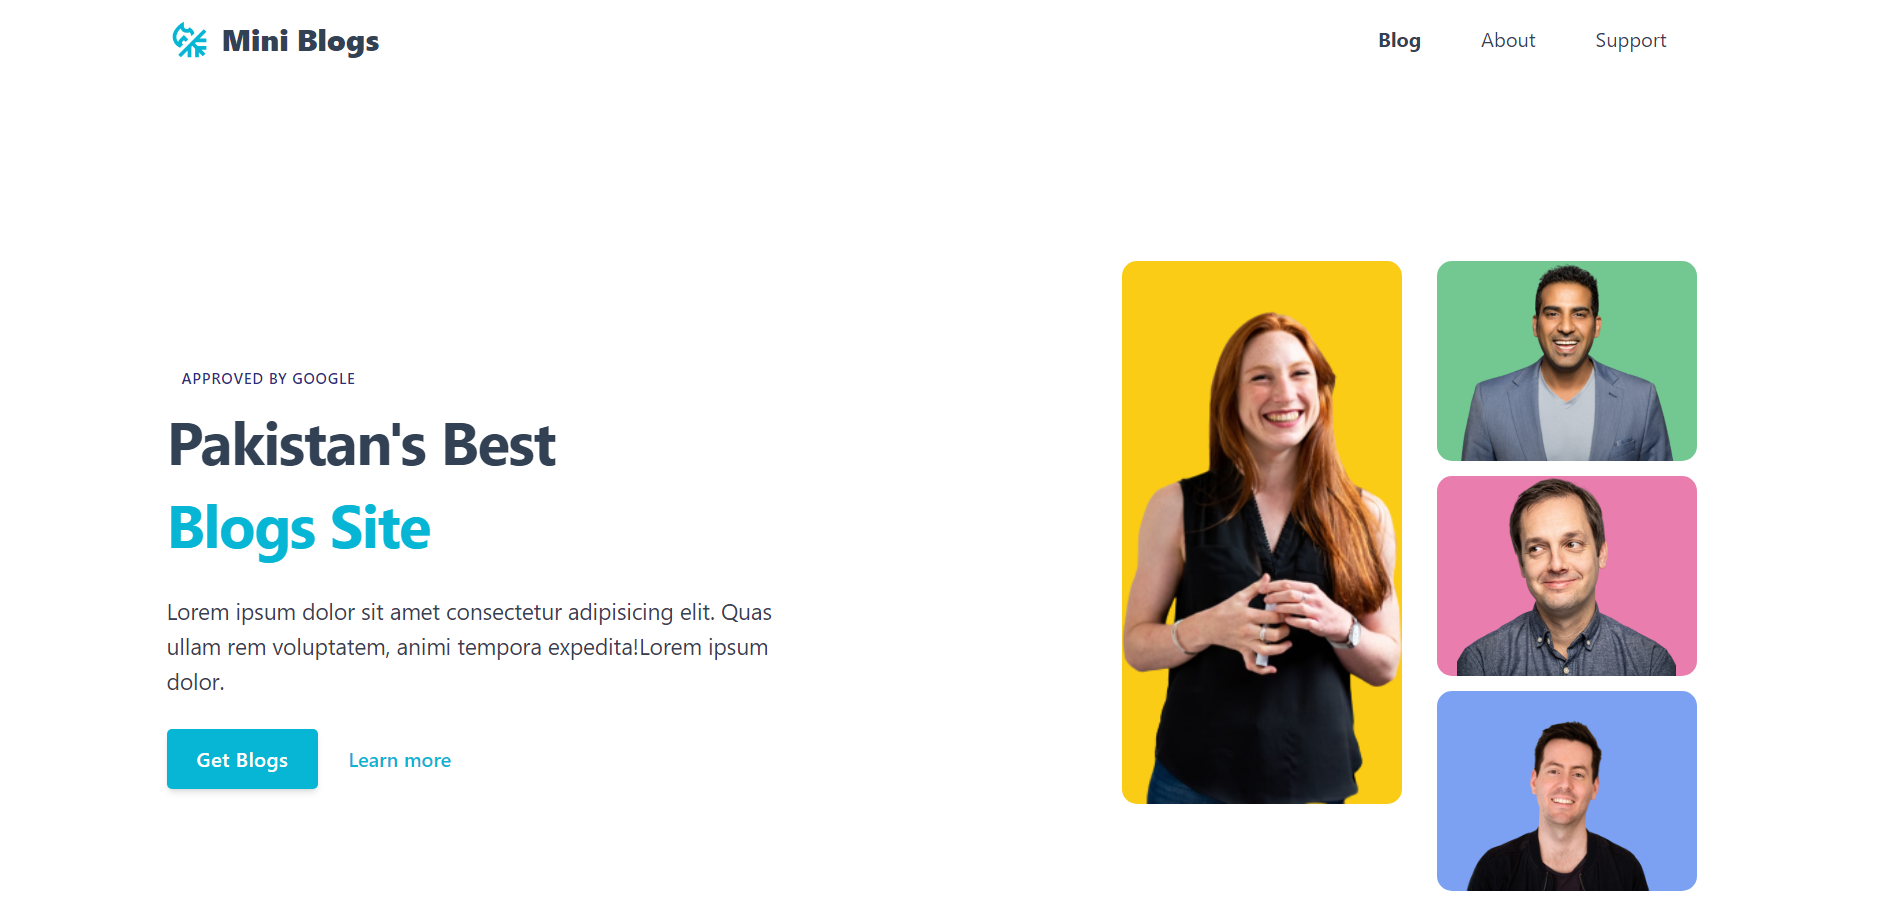 Mini Blogs
Blog About Support
APPROVED BY GOOGLE
Pakistan's Best
Blogs Site
Lorem ipsum dolor sit amet consectetur adipisicing elit. Quas
ullam rem voluptatem, animi tempora expedita!Lorem ipsum
dolor.
Get Blogs Learn more